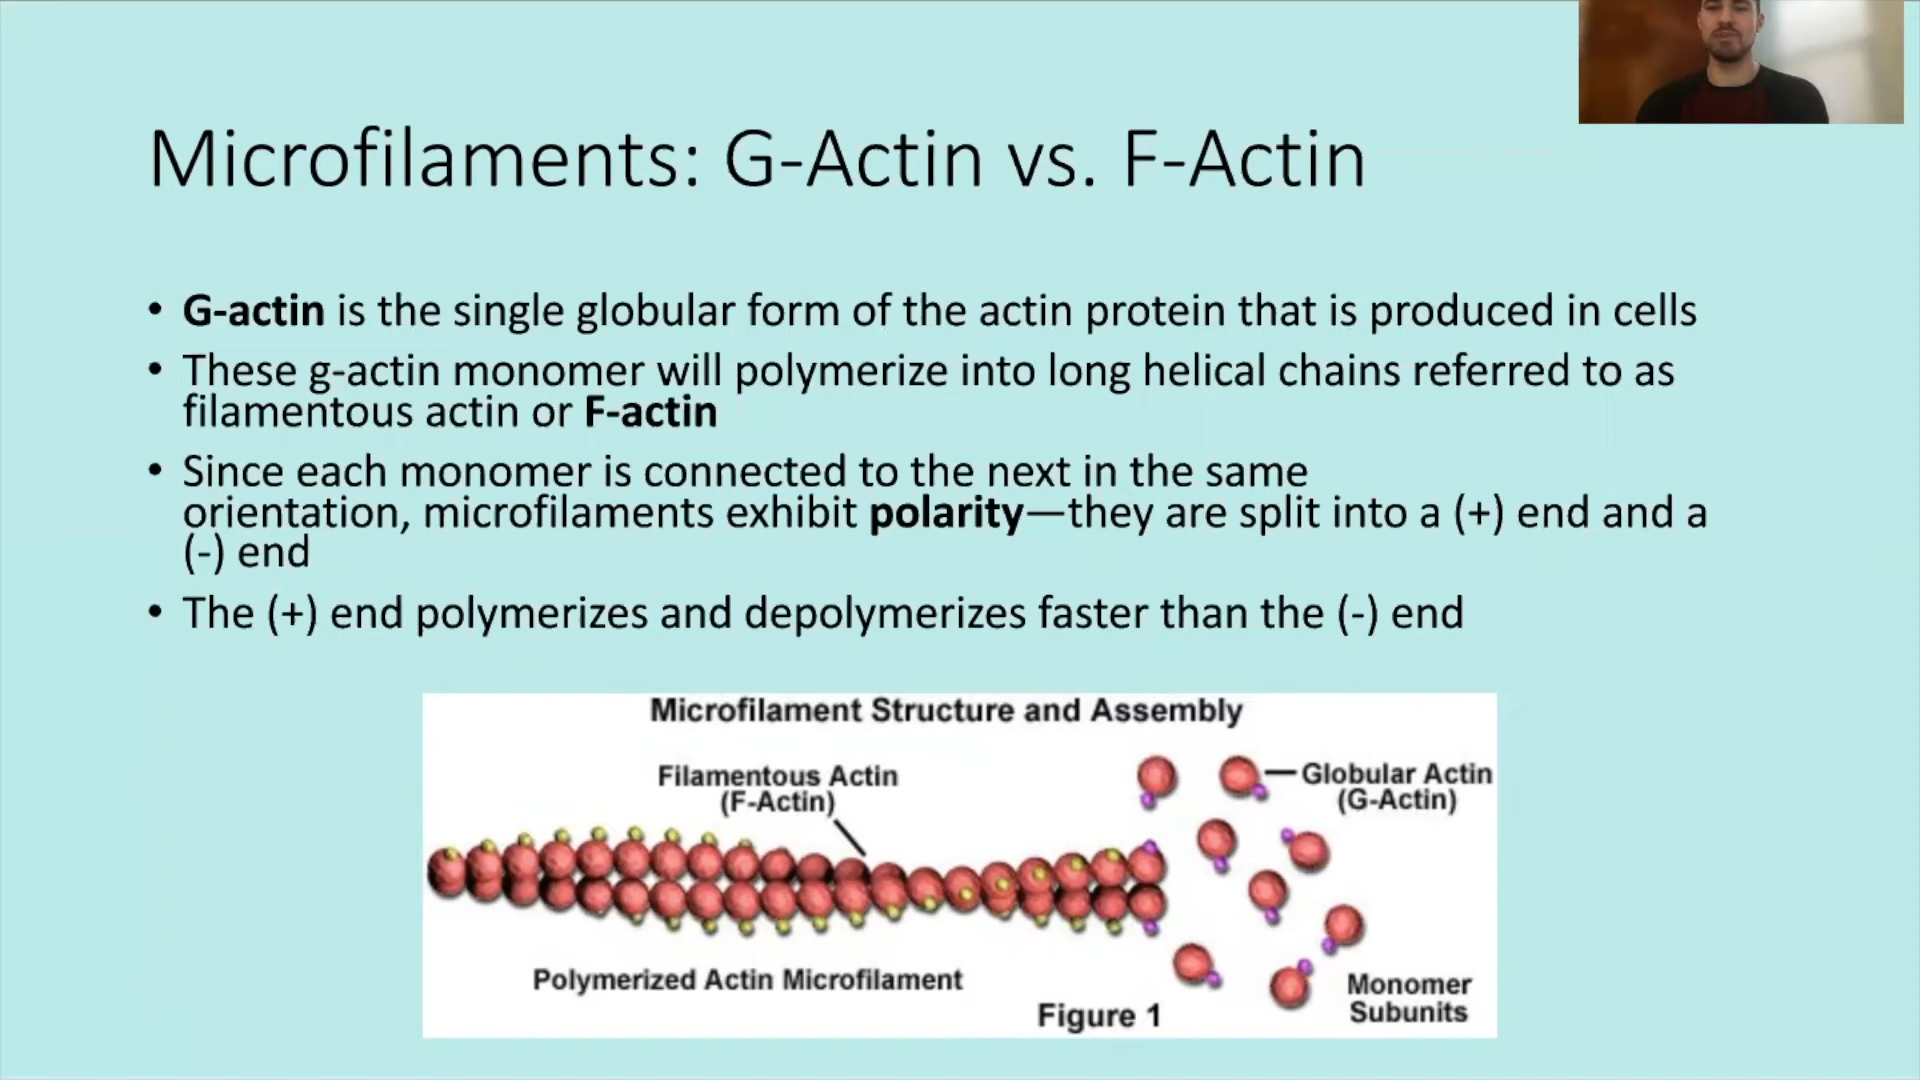 Microfilaments: G-Actin vs. F-Actin
• G-actin is the single globular form of the actin protein that is produced in cells
• These g-actin monomer will polymerize into long helical chains referred to as
filamentous actin or F-actin
• Since each monomer is connected to the next in the same
orientation, microfilaments exhibit polarity—they are split into a (+) end and a
(-) end
• The (+) end polymerizes and depolymerizes faster than the (-) end
Microfilament Structure and Assembly
Filamentous Actin
(F-Actin)
Globular Actin
(G-Actin)
Polymerized Actin Microfilament
Monomer
Subunits
Figure 1